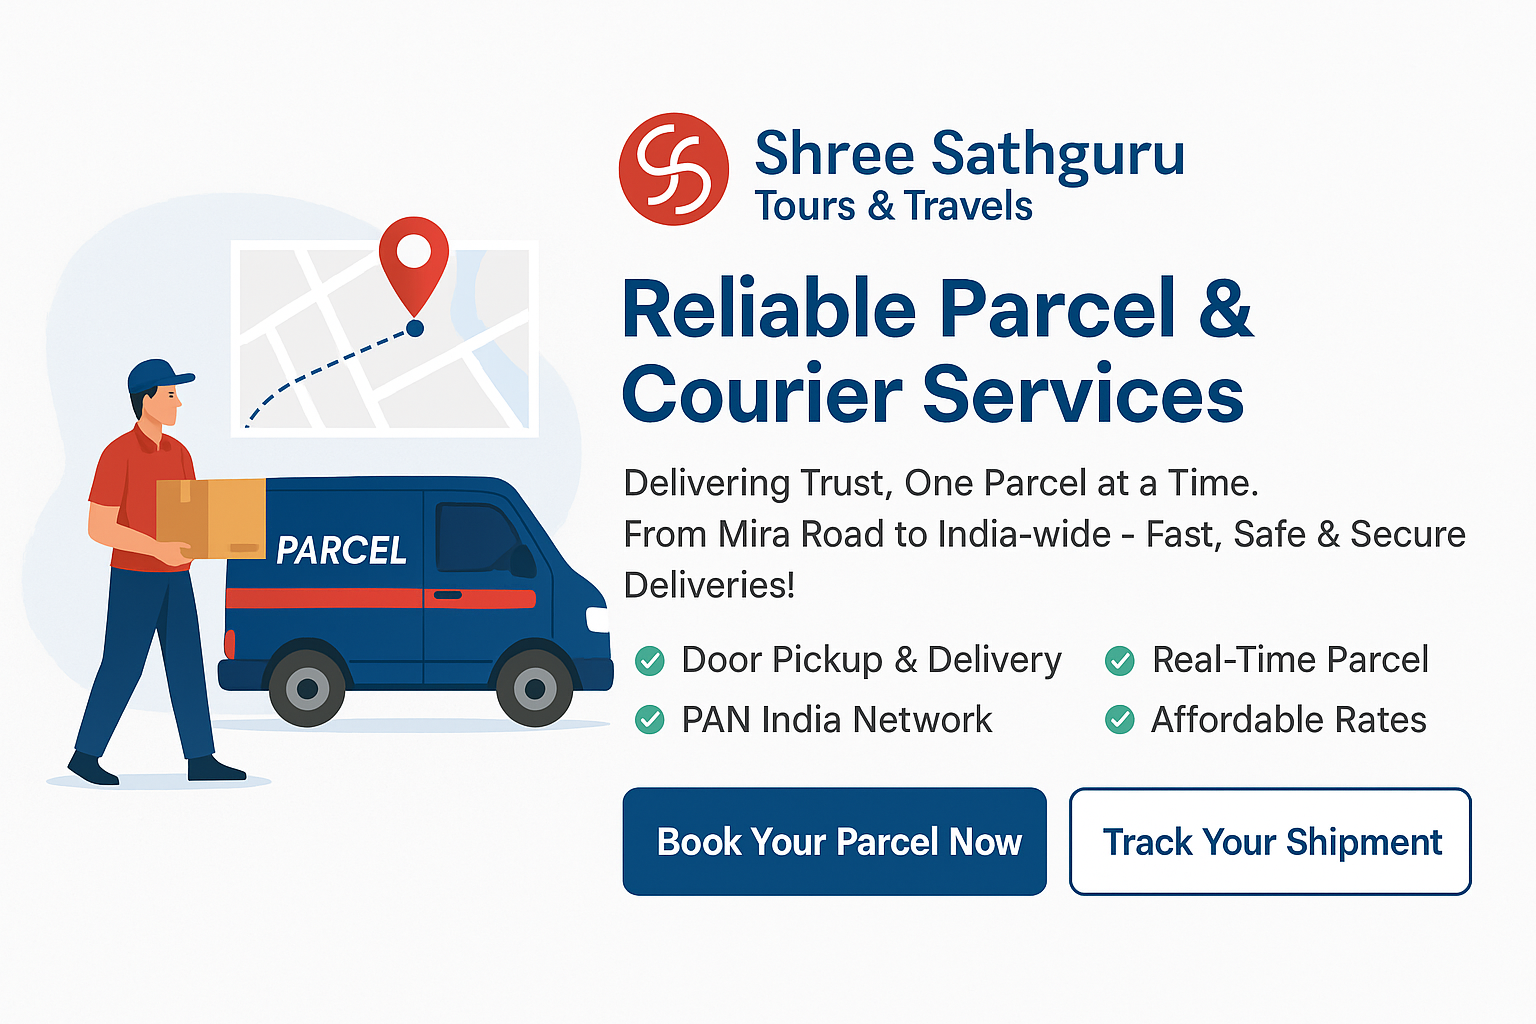 Shree Sathguru
Tours & Travels
Reliable Parcel &
Courier Services
Delivering Trust, One Parcel at a Time.
From Mira Road to India-wide - Fast, Safe & Secure
Deliveries!
Door Pickup & Delivery
Real-Time Parcel
PAN India Network
Affordable Rates
Book Your Parcel Now
Track Your Shipment
PARCEL